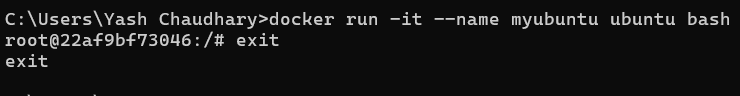 C:\Users\Yash Chaudhary>docker run -it --name myubuntu ubuntu bash
root@22af9bf73046:/# exit
exit